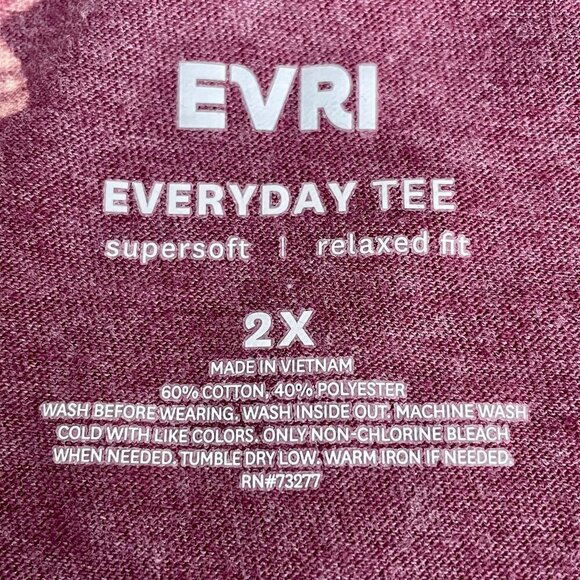 EVRI
EVERYDAY TEE
supersoft | relaxed fit
2X
MADE IN VIETNAM
60% COTTON, 40% POLYESTER
WASH BEFORE WEARING. WASH INSIDE OUT. MACHINE WASH
COLD WITH LIKE COLORS. ONLY NON-CHLORINE BLEACH
WHEN NEEDED. TUMBLE DRY LOW. WARM IRON IF NEEDED.
RN#73277